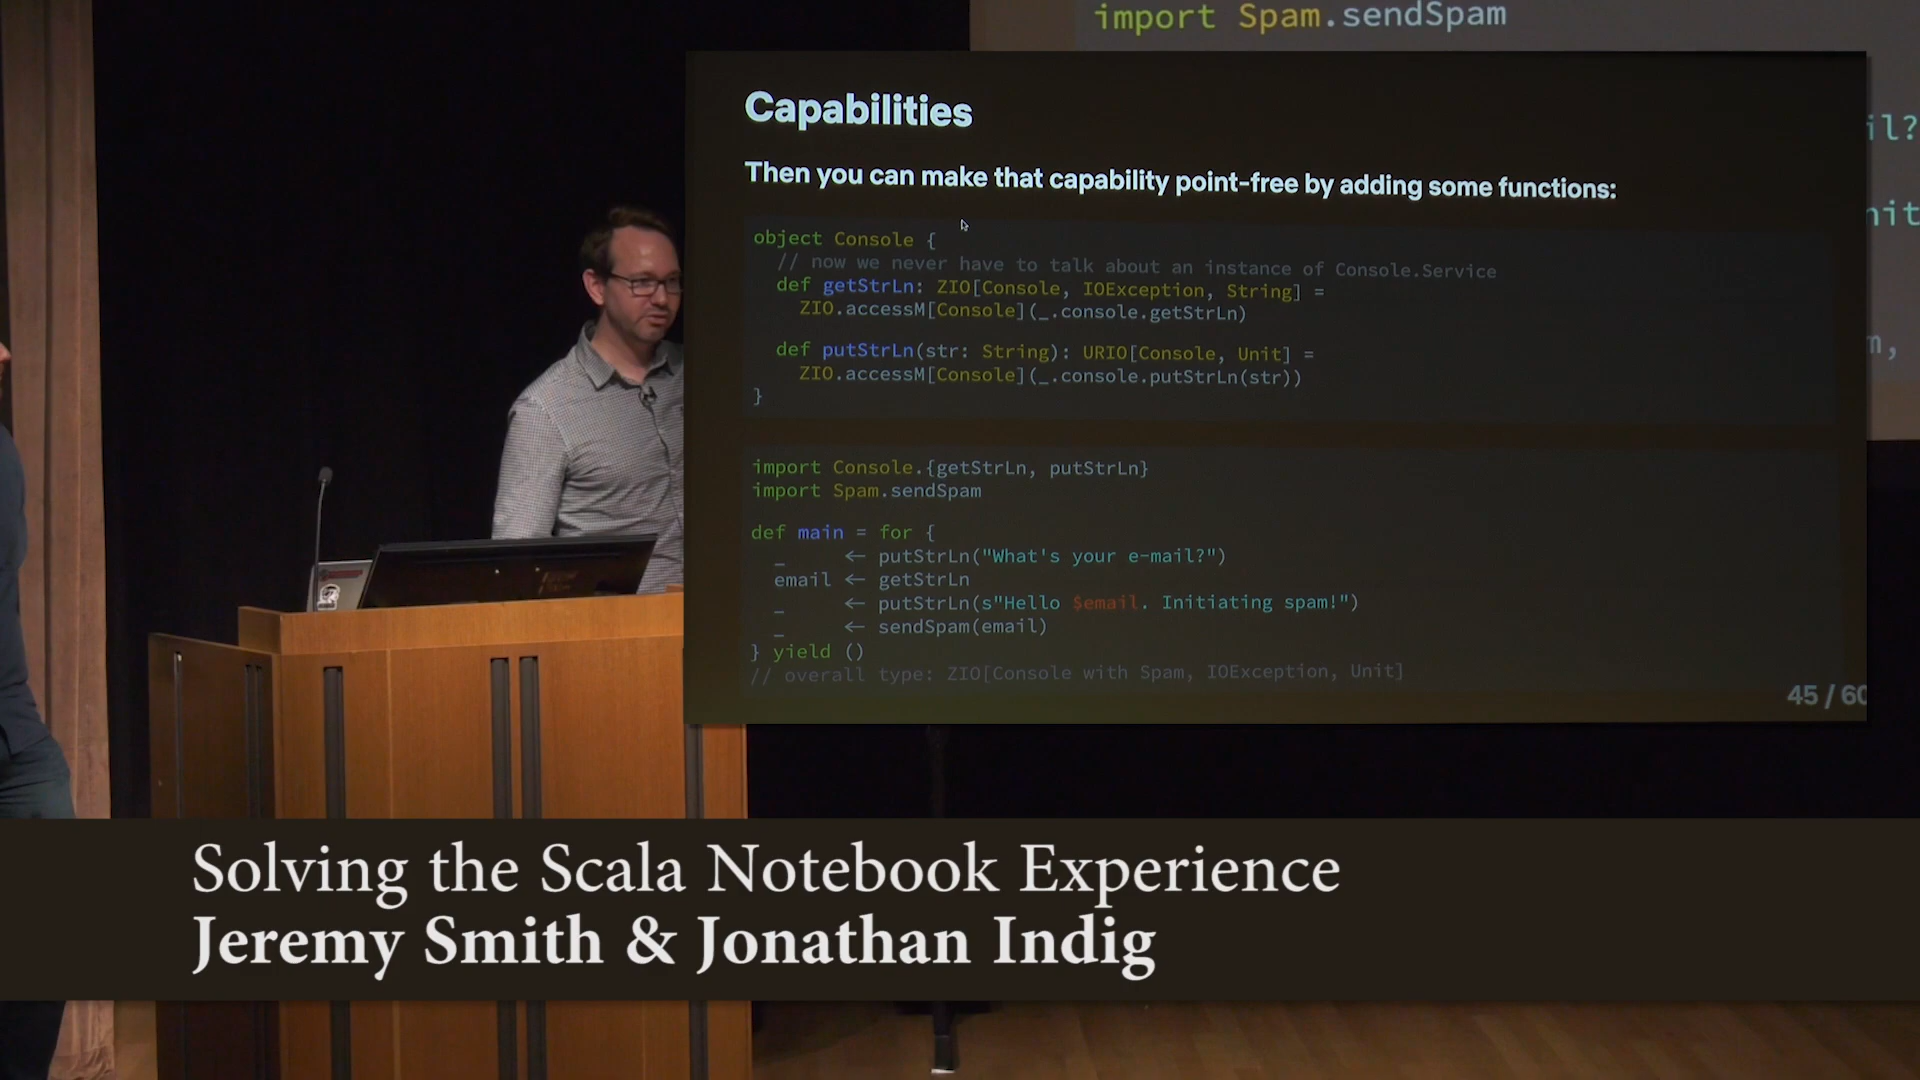 import Spam.sendSpam
Capabilities
Then you can make that capability point-free by adding some functions:
object Console {
// now we never have to talk about an instance of Console.Service
def getStrLn: ZIO[Console, IOException, String] =
ZIO.accessM[Console](_.console.getStrLn)
def putStrLn(str: String): URIO[Console, Unit] =
ZIO.accessM[Console](_.console.putStrLn(str))
}
import Console.{getStrLn, putStrLn}
import Spam.sendSpam
def main = for {
_ ← putStrLn("What's your e-mail?")
email ← getStrLn
_ ← putStrLn(s"Hello $email. Initiating spam!")
_ ← sendSpam(email)
} yield ()
// overall type: ZIO[Console with Spam, IOException, Unit]
45 / 60
Solving the Scala Notebook Experience
Jeremy Smith & Jonathan Indig